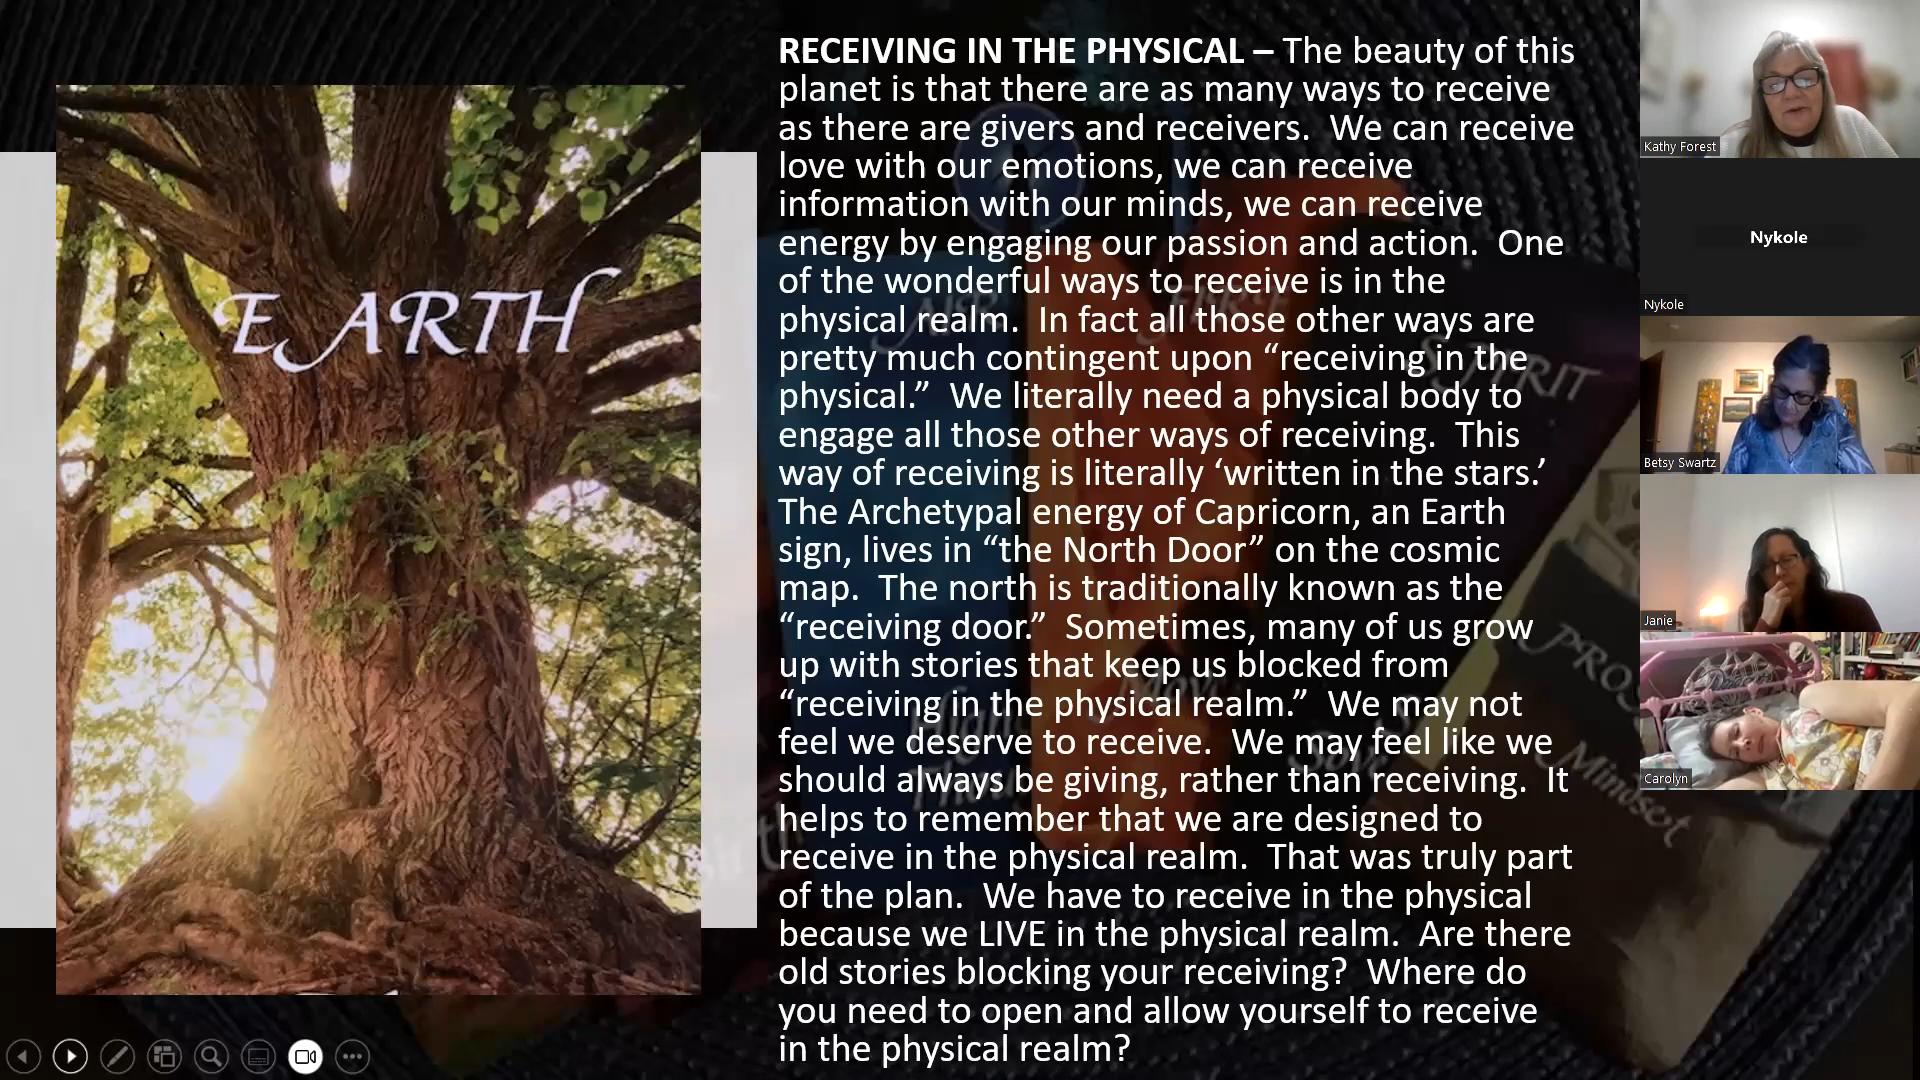 EARTH
RECEIVING IN THE PHYSICAL – The beauty of this
planet is that there are as many ways to receive
as there are givers and receivers.  We can receive
love with our emotions, we can receive
information with our minds, we can receive
energy by engaging our passion and action.  One
of the wonderful ways to receive is in the
physical realm.  In fact all those other ways are
pretty much contingent upon “receiving in the
physical.”  We literally need a physical body to
engage all those other ways of receiving.  This
way of receiving is literally ‘written in the stars.’
The Archetypal energy of Capricorn, an Earth
sign, lives in “the North Door” on the cosmic
map.  The north is traditionally known as the
“receiving door.”  Sometimes, many of us grow
up with stories that keep us blocked from
“receiving in the physical realm.”  We may not
feel we deserve to receive.  We may feel like we
should always be giving, rather than receiving.  It
helps to remember that we are designed to
receive in the physical realm.  That was truly part
of the plan.  We have to receive in the physical
because we LIVE in the physical realm.  Are there
old stories blocking your receiving?  Where do
you need to open and allow yourself to receive
in the physical realm?
Mindset
Kathy Forest
Nykole
Nykole
Betsy Swartz
Janie
Carolyn